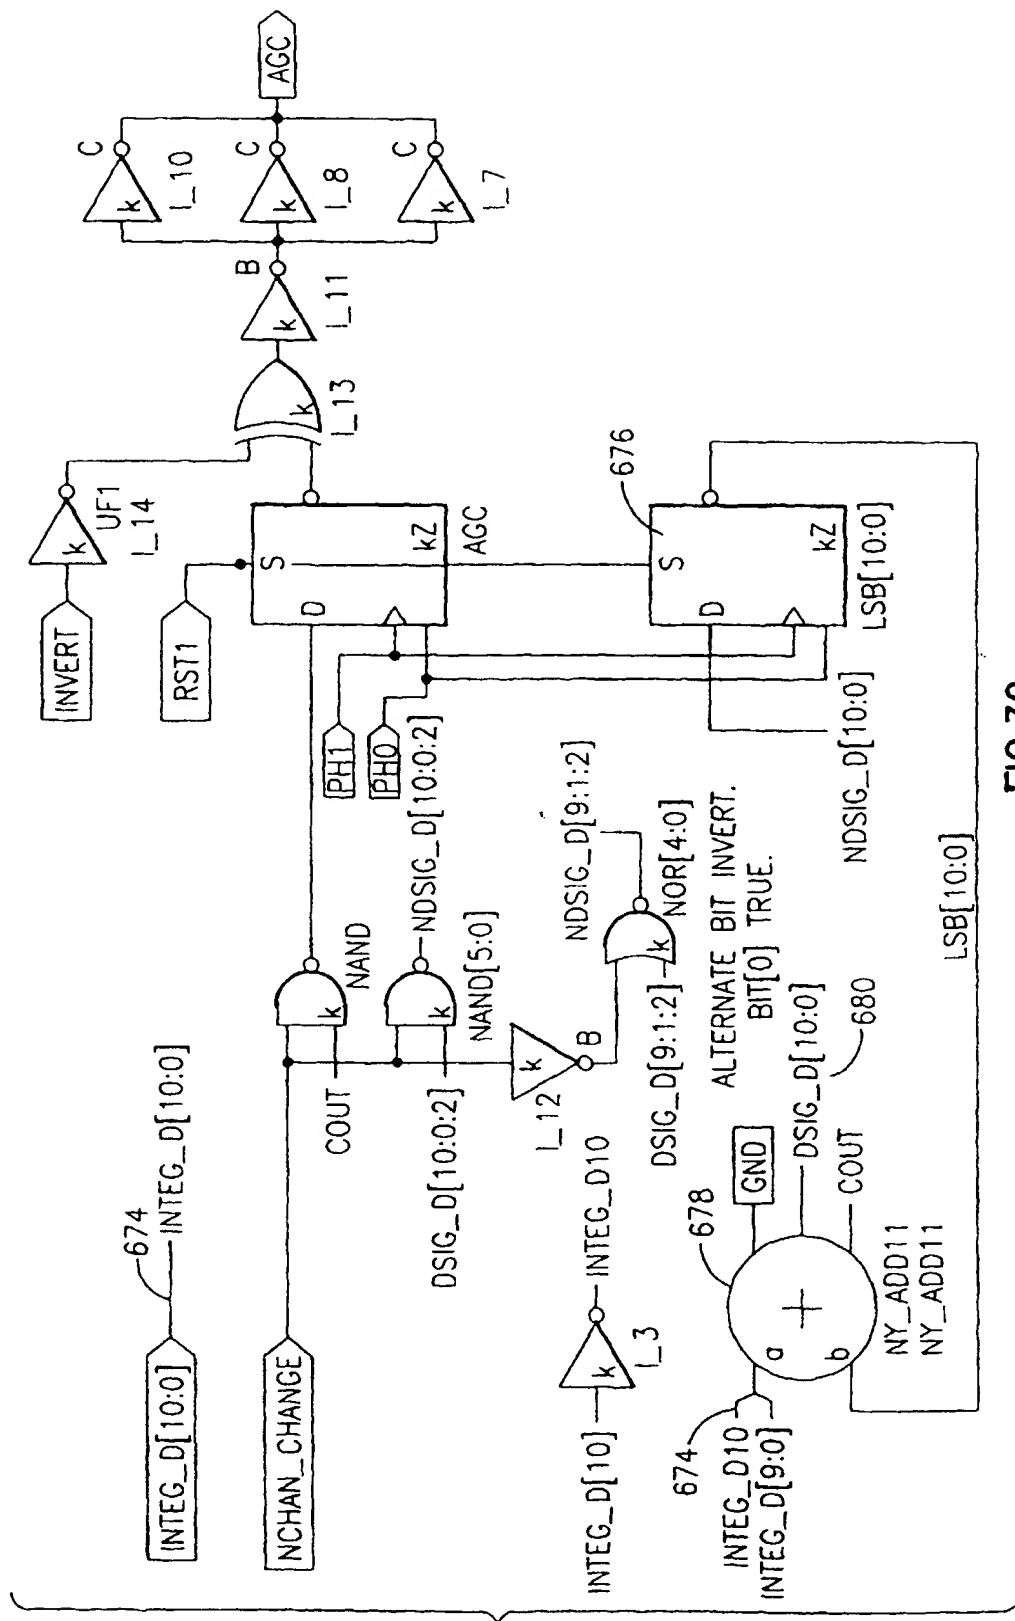 INTEG_D[10:0]
674
INTEG_D[10:0]
NCHAN_CHANGE
COUT
k
NAND
DSIG_D[10:0:2]
k
NDSIG_D[10:0:2]
NAND[5:0]
k
I_12
B
DSIG_D[9:1:2]
k
NDSIG_D[9:1:2]
NOR[4:0]
ALTERNATE BIT INVERT.
BIT[0] TRUE.
INTEG_D[10]
k
I_3
INTEG_D10
674
INTEG_D10
INTEG_D[9:0]
a
b
678
GND
DSIG_D[10:0]
680
COUT
NY_ADD11
NY_ADD11
LSB[10:0]
INVERT
k
UF1
I_14
RST1
PH1
PH0
D
S
kZ
AGC
NDSIG_D[10:0]
D
S
kZ
676
LSB[10:0]
k
I_13
k
B
I_11
k
C
I_10
k
C
I_8
k
C
I_7
AGC